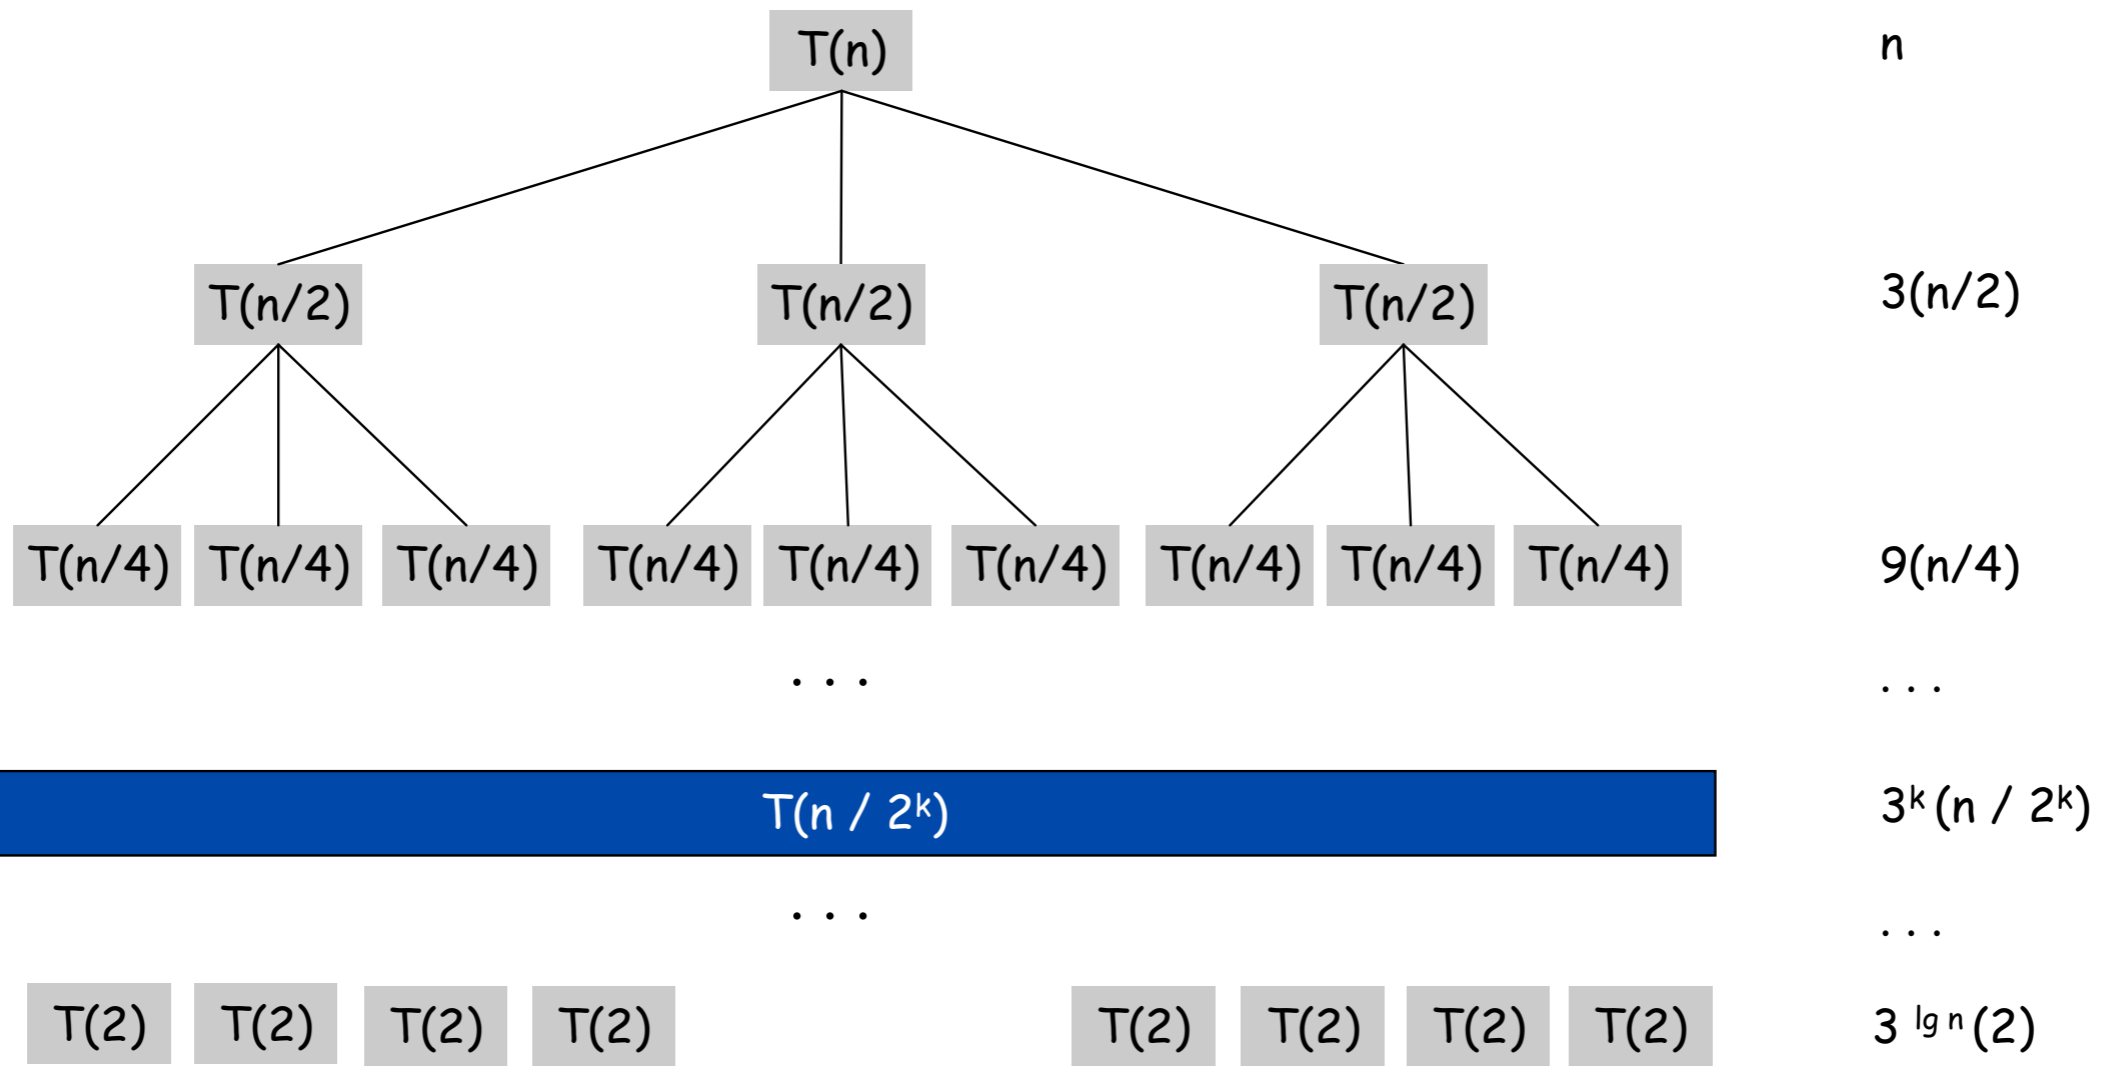 T(n) n
T(n/2) T(n/2) T(n/2) 3(n/2)
T(n/4) T(n/4) T(n/4) T(n/4) T(n/4) T(n/4) T(n/4) T(n/4) T(n/4) 9(n/4)
. . . . . .
T(n / 2ᵏ) 3ᵏ (n / 2ᵏ)
. . . . . .
T(2) T(2) T(2) T(2) T(2) T(2) T(2) T(2) 3 ˡᵍ ⁿ (2)